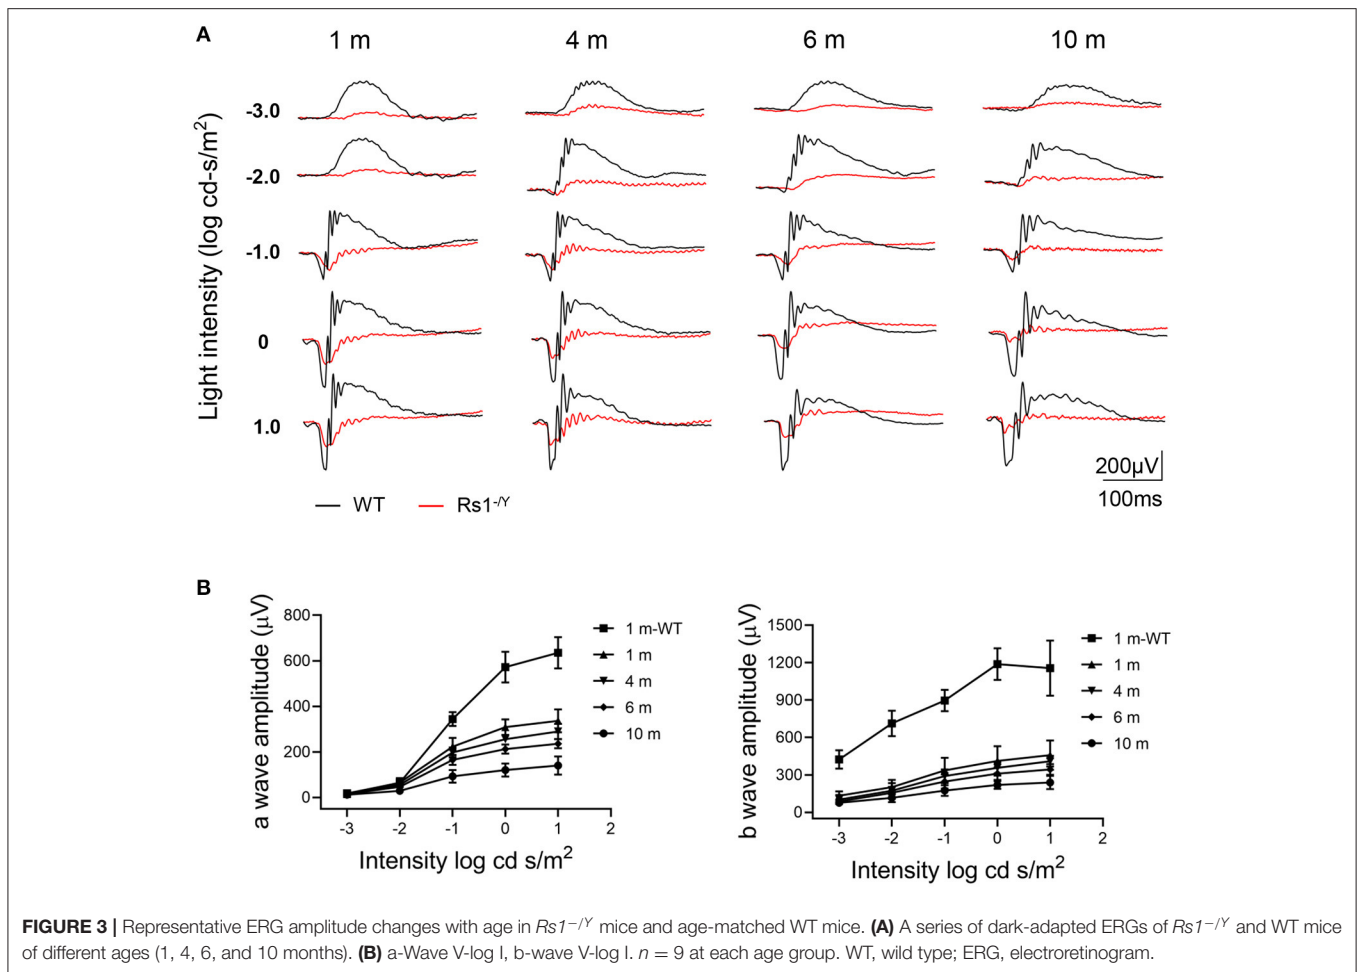 A
1 m 4 m 6 m 10 m
Light intensity (log cd-s/m²)
-3.0
-2.0
-1.0
0
1.0
200μV
100ms
WT Rs1⁻/ʸ
B
a wave amplitude (μV)
800
600
400
200
0
-3 -2 -1 0 1 2
Intensity log cd s/m²
1 m-WT
1 m
4 m
6 m
10 m
b wave amplitude (μV)
1500
1200
900
600
300
0
-3 -2 -1 0 1 2
Intensity log cd s/m²
1 m-WT
1 m
4 m
6 m
10 m
FIGURE 3 | Representative ERG amplitude changes with age in Rs1⁻/ʸ mice and age-matched WT mice. (A) A series of dark-adapted ERGs of Rs1⁻/ʸ and WT mice
of different ages (1, 4, 6, and 10 months). (B) a-Wave V-log I, b-wave V-log I. n = 9 at each age group. WT, wild type; ERG, electroretinogram.